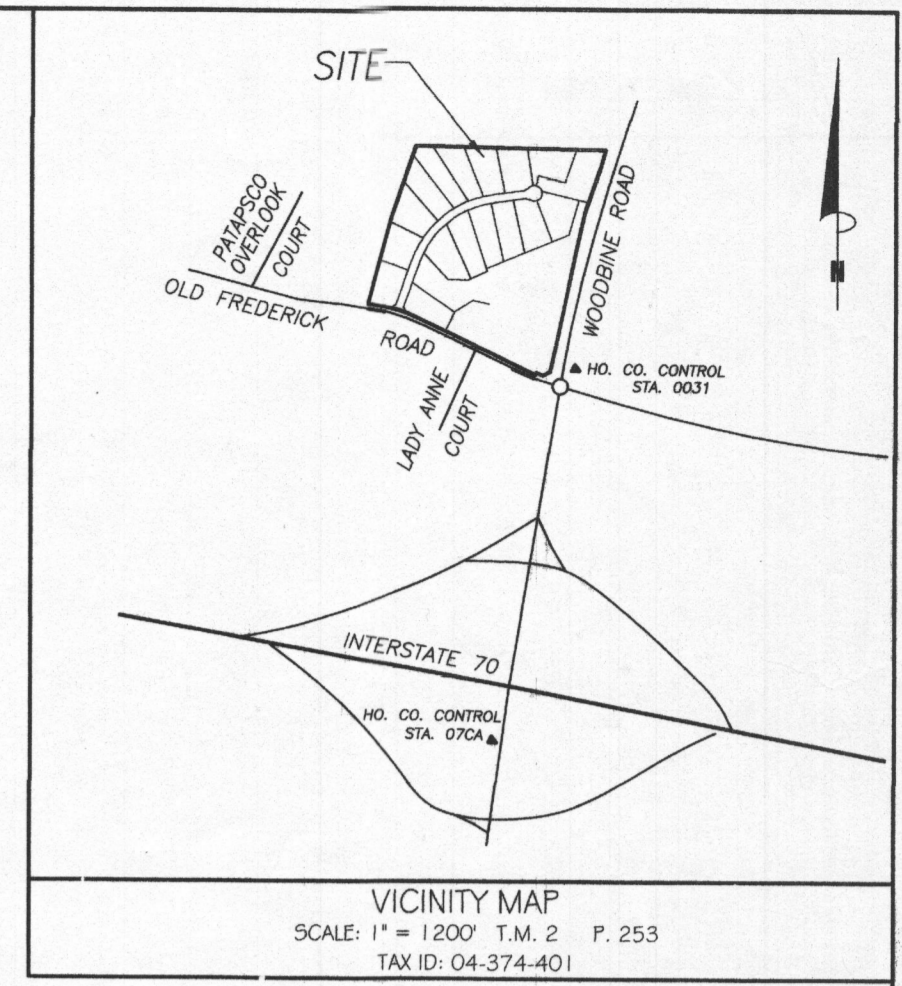 SITE
PATAPSCO
OVERLOOK
COURT
OLD FREDERICK
ROAD
WOODBINE ROAD
N
LADY ANNE
COURT
HO. CO. CONTROL
STA. 0031
INTERSTATE 70
HO. CO. CONTROL
STA. 07CA
VICINITY MAP
SCALE: 1" = 1200' T.M. 2 P. 253
TAX ID: 04-374-401